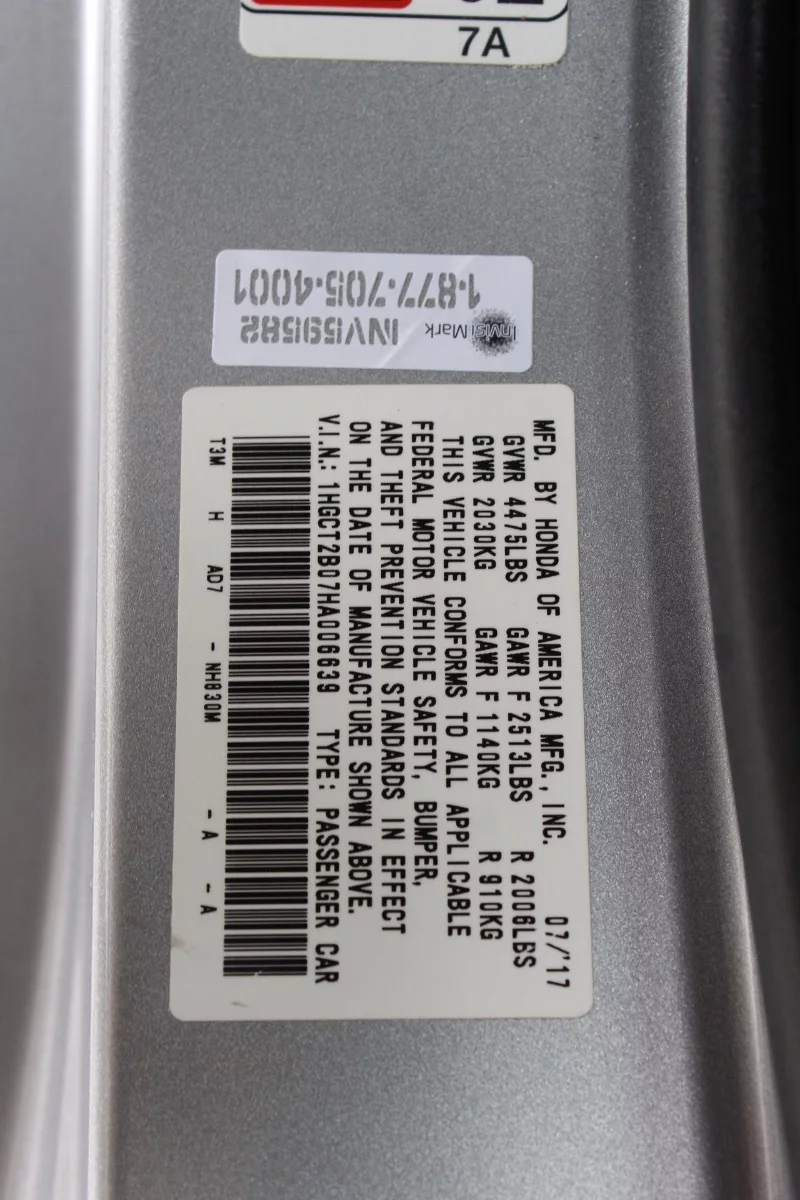 7A
1-877-705-4001
INV59582
InvisiMark
MFD. BY HONDA OF AMERICA MFG., INC. 07/'17
GVWR 4475LBS GAWR F 2513LBS R 2006LBS
GVWR 2030KG GAWR F 1140KG R 910KG
THIS VEHICLE CONFORMS TO ALL APPLICABLE
FEDERAL MOTOR VEHICLE SAFETY, BUMPER,
AND THEFT PREVENTION STANDARDS IN EFFECT
ON THE DATE OF MANUFACTURE SHOWN ABOVE.
V.I.N.: 1HGCT2B07HA006639 TYPE: PASSENGER CAR
T3M H AD7 - NH830M - A - A